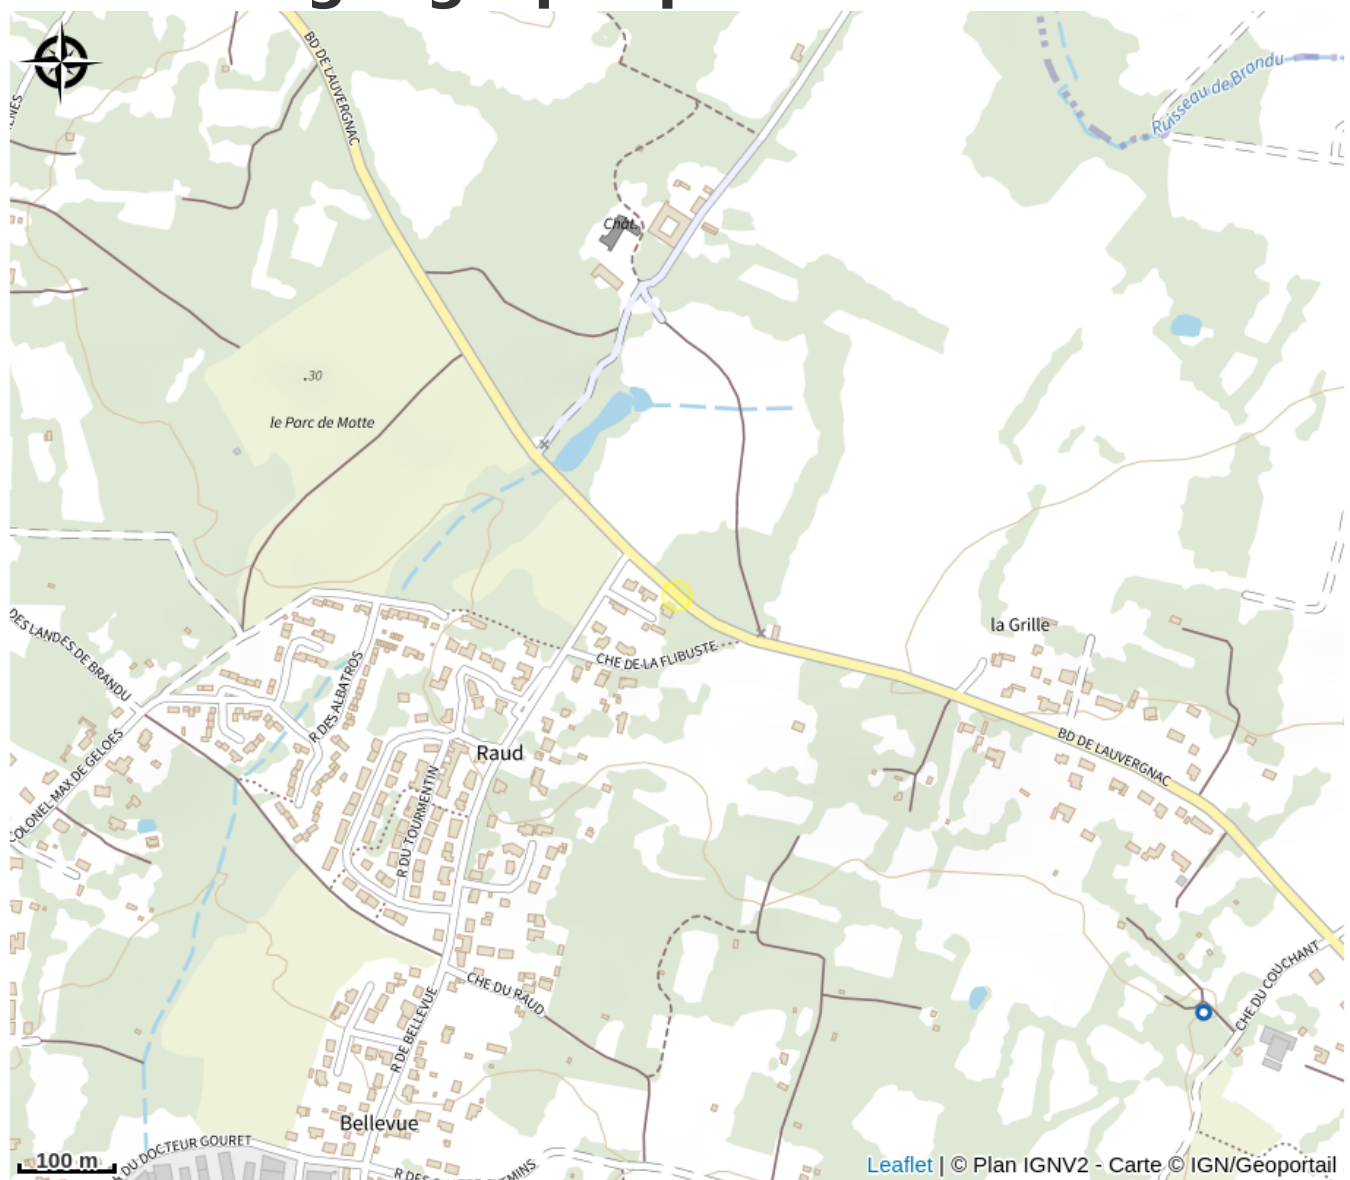 BD DE LAUVERGNAC
Ruisseau de Brandu
Chât.
.30
le Parc de Motte
DES LANDES DE BRANDU
la Grille
CHE DE LA FLIBUSTE
R DES ALBATROS
COLONEL MAX DE GELOES
Raud
BD DE LAUVERGNAC
R DU TOURMENTIN
CHE DU COUCHANT
CHE DU RAUD
R DE BELLEVUE
Bellevue
DU DOCTEUR GOURET
100 m
Leaflet | © Plan IGNV2 - Carte © IGN/Geoportail